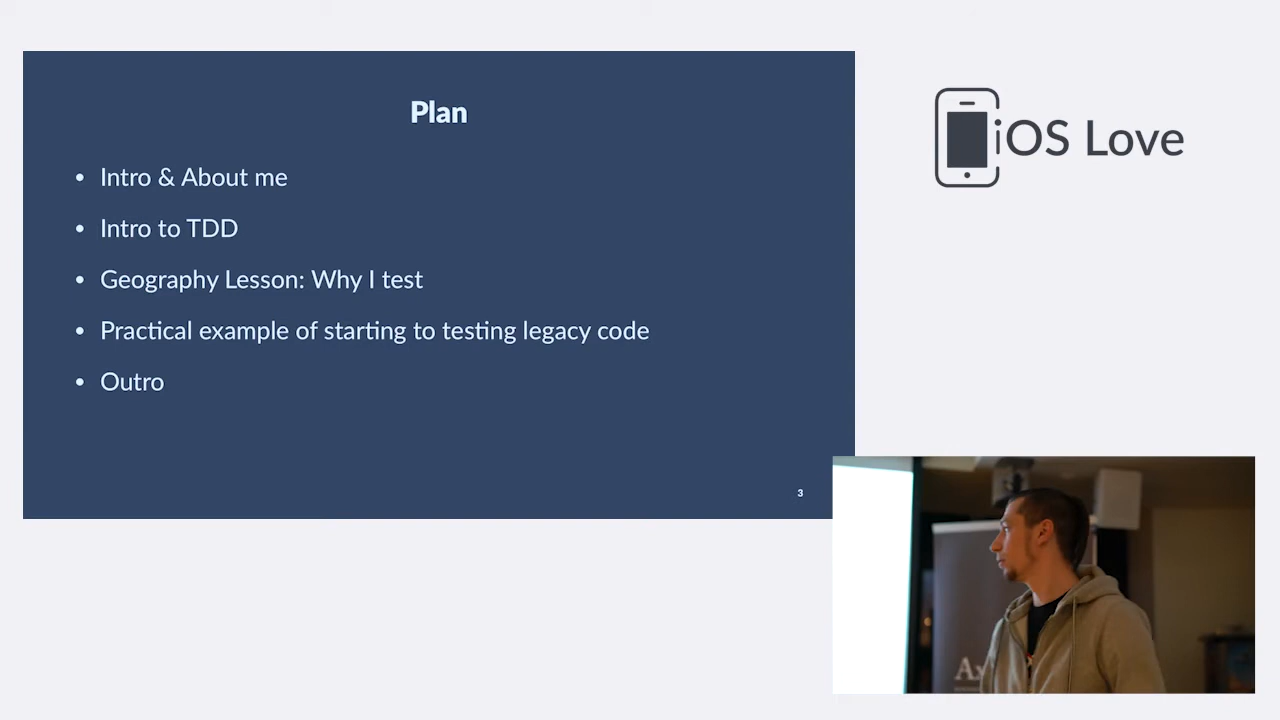 Plan
• Intro & About me
• Intro to TDD
• Geography Lesson: Why I test
• Practical example of starting to testing legacy code
• Outro
3
iOS Love